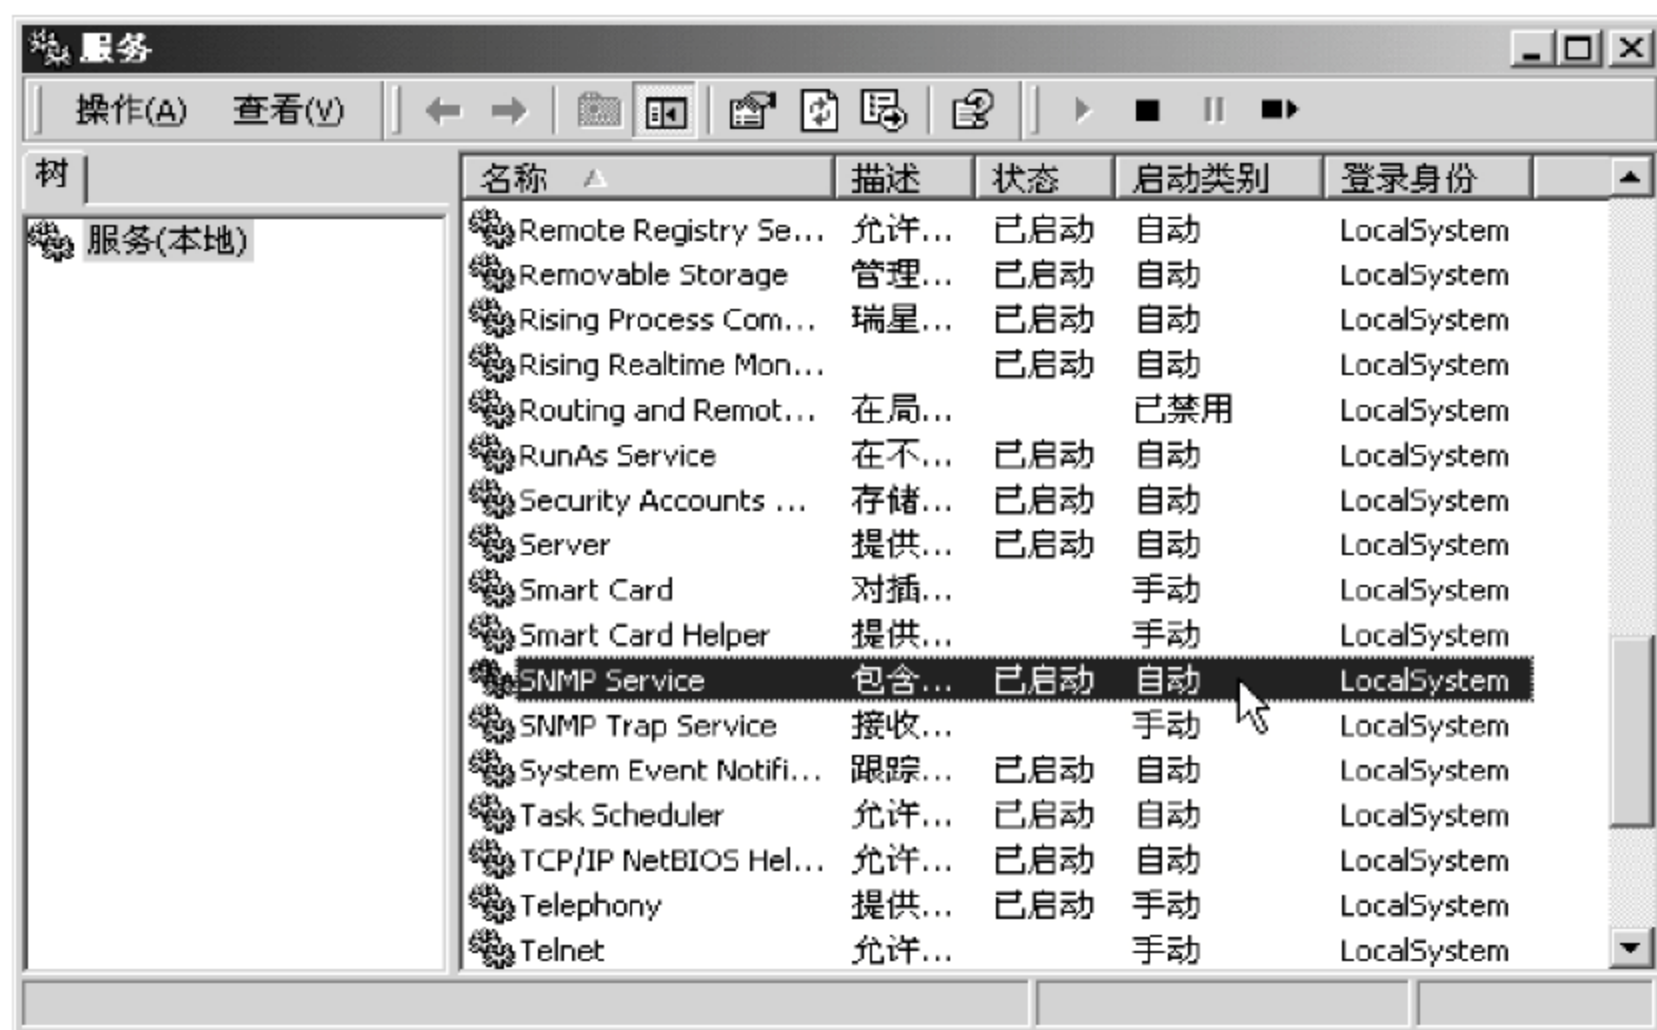 服务
操作(A) 查看(V)
树
服务(本地)
名称 描述 状态 启动类别 登录身份
Remote Registry Se... 允许... 已启动 自动 LocalSystem
Removable Storage 管理... 已启动 自动 LocalSystem
Rising Process Com... 瑞星... 已启动 自动 LocalSystem
Rising Realtime Mon... 已启动 自动 LocalSystem
Routing and Remot... 在局... 已禁用 LocalSystem
RunAs Service 在不... 已启动 自动 LocalSystem
Security Accounts ... 存储... 已启动 自动 LocalSystem
Server 提供... 已启动 自动 LocalSystem
Smart Card 对插... 手动 LocalSystem
Smart Card Helper 提供... 手动 LocalSystem
SNMP Service 包含... 已启动 自动 LocalSystem
SNMP Trap Service 接收... 手动 LocalSystem
System Event Notifi... 跟踪... 已启动 自动 LocalSystem
Task Scheduler 允许... 已启动 自动 LocalSystem
TCP/IP NetBIOS Hel... 允许... 已启动 自动 LocalSystem
Telephony 提供... 已启动 手动 LocalSystem
Telnet 允许... 手动 LocalSystem